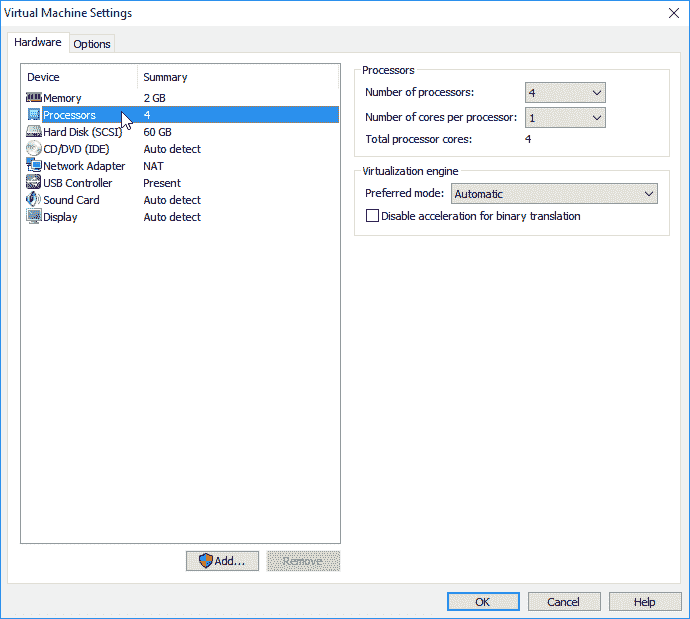 Virtual Machine Settings
Hardware
Options
Device Summary
Memory 2 GB
Processors 4
Hard Disk (SCSI) 60 GB
CD/DVD (IDE) Auto detect
Network Adapter NAT
USB Controller Present
Sound Card Auto detect
Display Auto detect
Add...
Remove
Processors
Number of processors: 4
Number of cores per processor: 1
Total processor cores: 4
Virtualization engine
Preferred mode: Automatic
Disable acceleration for binary translation
OK
Cancel
Help